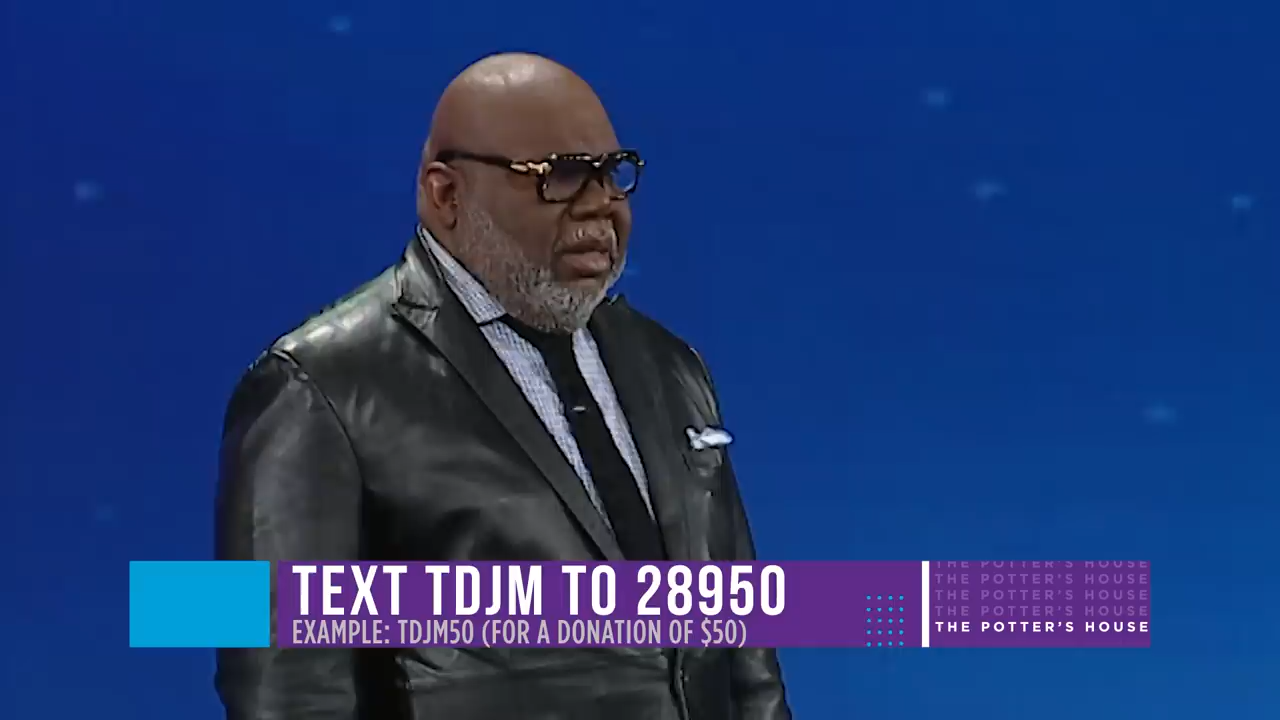 TEXT TDJM TO 28950
EXAMPLE: TDJM50 (FOR A DONATION OF $50)
THE POTTER'S HOUSE
THE POTTER'S HOUSE
THE POTTER'S HOUSE
THE POTTER'S HOUSE
THE POTTER'S HOUSE